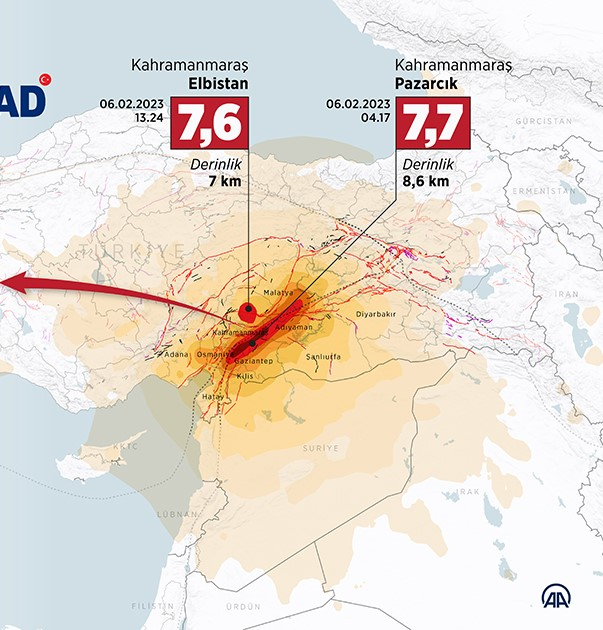 AD
Kahramanmaraş
Elbistan
06.02.2023
13.24
7,6
Derinlik
7 km
Kahramanmaraş
Pazarcık
06.02.2023
04.17
7,7
Derinlik
8,6 km
GÜRCİSTAN
ERMENİSTAN
TÜRKİYE
İRAN
Malatya
Diyarbakır
Adıyaman
Kahramanmaraş
Adana
Osmaniye
Gaziantep
Şanlıurfa
Kilis
Hatay
KKTC
SURİYE
IRAK
LÜBNAN
FİLİSTİN
ÜRDÜN
AA